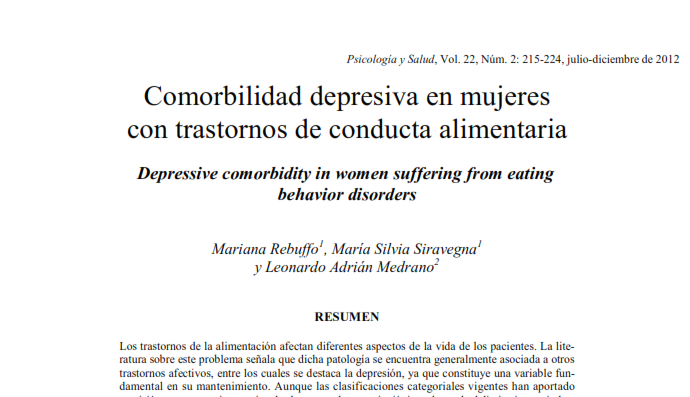 Psicología y Salud, Vol. 22, Núm. 2: 215-224, julio-diciembre de 2012
Comorbilidad depresiva en mujeres
con trastornos de conducta alimentaria
Depressive comorbidity in women suffering from eating
behavior disorders
Mariana Rebuffo¹, María Silvia Siravegna¹
y Leonardo Adrián Medrano²
RESUMEN
Los trastornos de la alimentación afectan diferentes aspectos de la vida de los pacientes. La lite-
ratura sobre este problema señala que dicha patología se encuentra generalmente asociada a otros
trastornos afectivos, entre los cuales se destaca la depresión, ya que constituye una variable fun-
damental en su mantenimiento. Aunque las clasificaciones categoriales vigentes han aportado